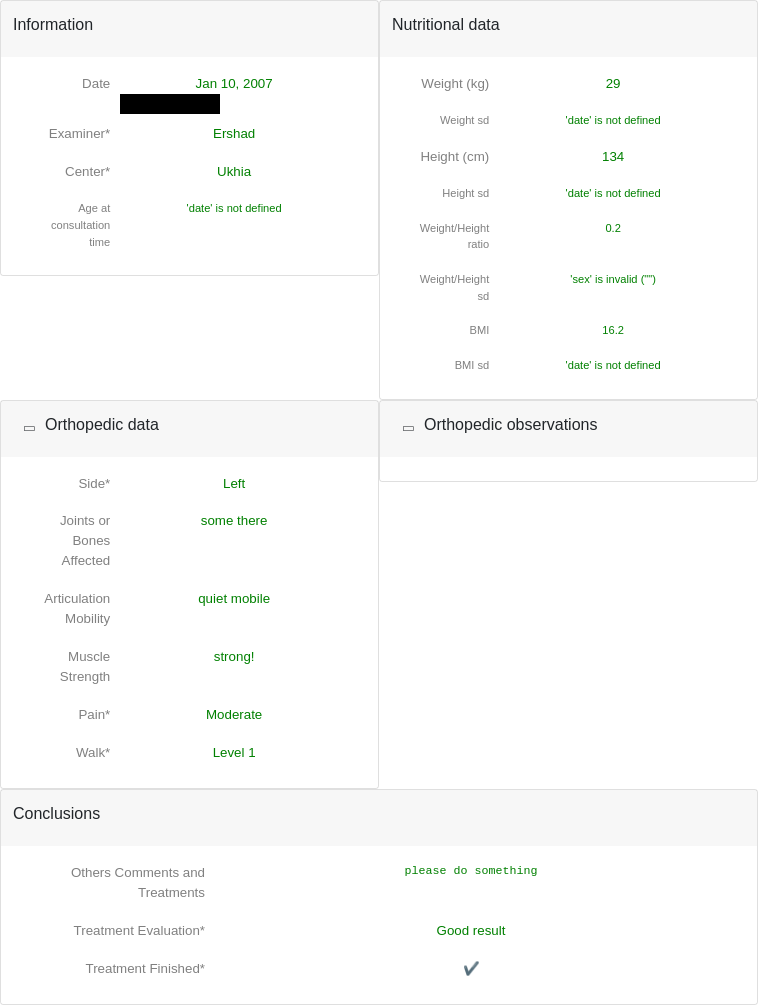 Information
Date
Jan 10, 2007
Examiner*
Ershad
Center*
Ukhia
Age at
consultation
time
'date' is not defined
Nutritional data
Weight (kg)
29
Weight sd
'date' is not defined
Height (cm)
134
Height sd
'date' is not defined
Weight/Height
ratio
0.2
Weight/Height
sd
'sex' is invalid ("")
BMI
16.2
BMI sd
'date' is not defined
Orthopedic data
Side*
Left
Joints or
Bones
Affected
some there
Articulation
Mobility
quiet mobile
Muscle
Strength
strong!
Pain*
Moderate
Walk*
Level 1
Orthopedic observations
Conclusions
Others Comments and
Treatments
please do something
Treatment Evaluation*
Good result
Treatment Finished*
✔